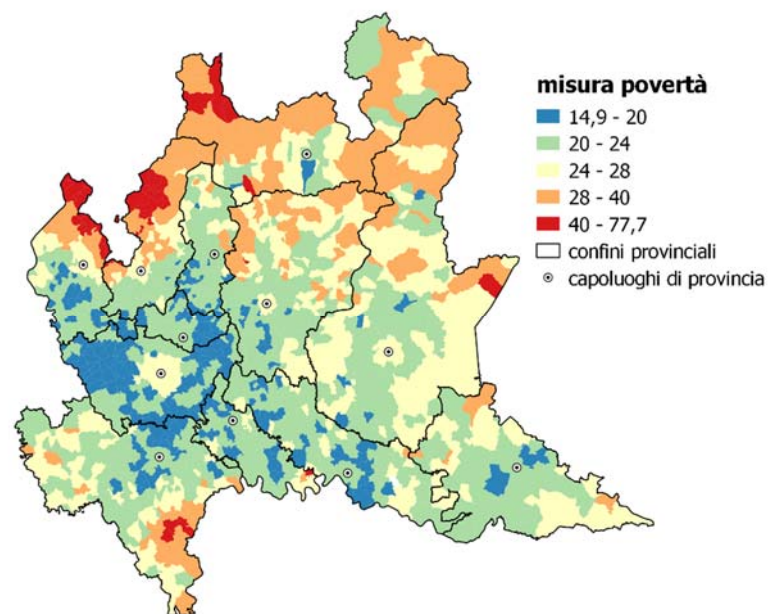 misura povertà
14,9 - 20
20 - 24
24 - 28
28 - 40
40 - 77,7
confini provinciali
capoluoghi di provincia